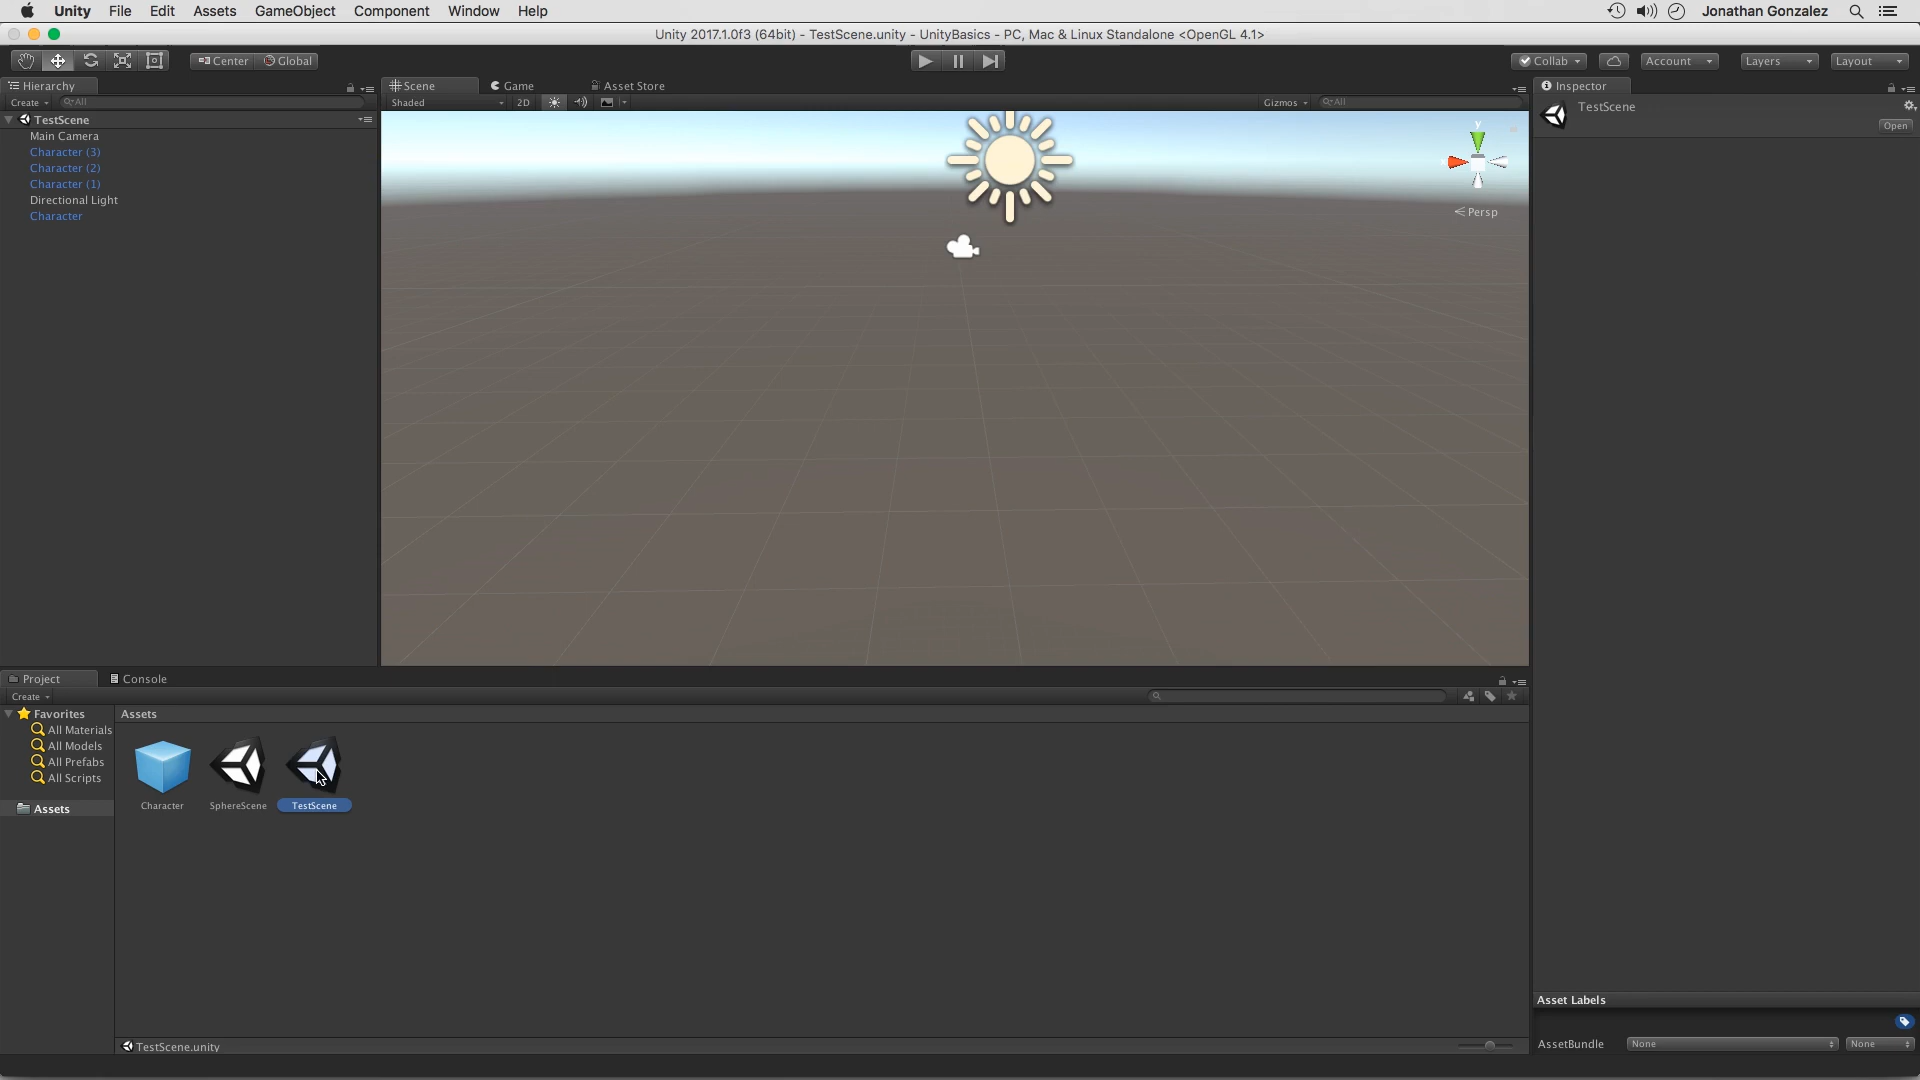 Unity File Edit Assets GameObject Component Window Help Jonathan Gonzalez
Unity 2017.1.0f3 (64bit) - TestScene.unity - UnityBasics - PC, Mac & Linux Standalone <OpenGL 4.1>
Center Global Collab Account Layers Layout
Hierarchy
Create All
TestScene
Main Camera
Character (3)
Character (2)
Character (1)
Directional Light
Character
Scene Game Asset Store
Shaded 2D Gizmos All
y
Persp
Inspector
TestScene
Open
Project Console
Create
Favorites
All Materials
All Models
All Prefabs
All Scripts
Assets
Assets
Character SphereScene TestScene
TestScene.unity
Asset Labels
AssetBundle None None